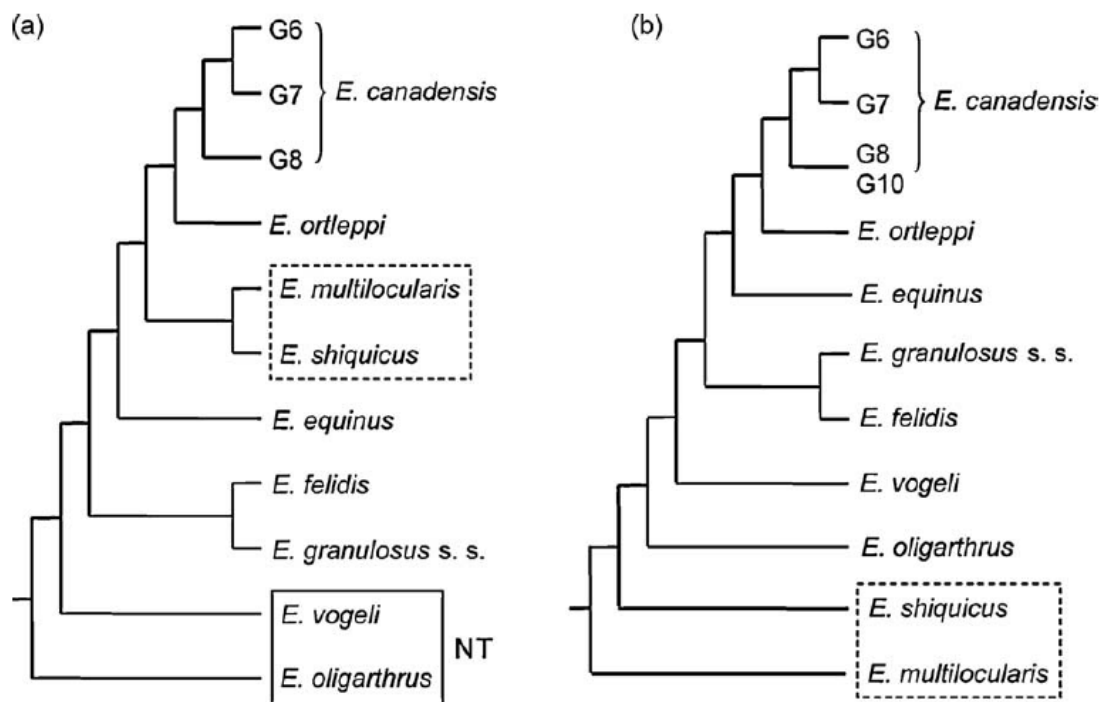 (a)
G6
G7
G8
E. canadensis
E. ortleppi
E. multilocularis
E. shiquicus
E. equinus
E. felidis
E. granulosus s. s.
E. vogeli
E. oligarthrus
NT
(b)
G6
G7
G8
G10
E. canadensis
E. ortleppi
E. equinus
E. granulosus s. s.
E. felidis
E. vogeli
E. oligarthrus
E. shiquicus
E. multilocularis